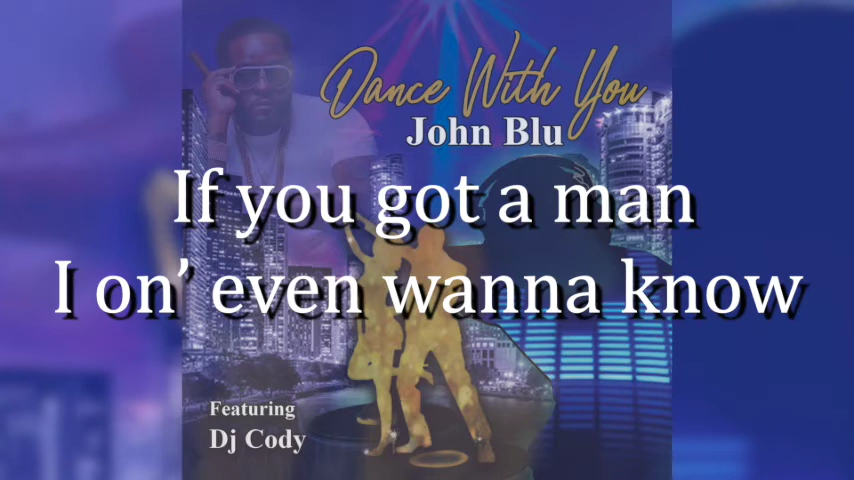 Dance With You
John Blu
If you got a man
I on’ even wanna know
Featuring
Dj Cody